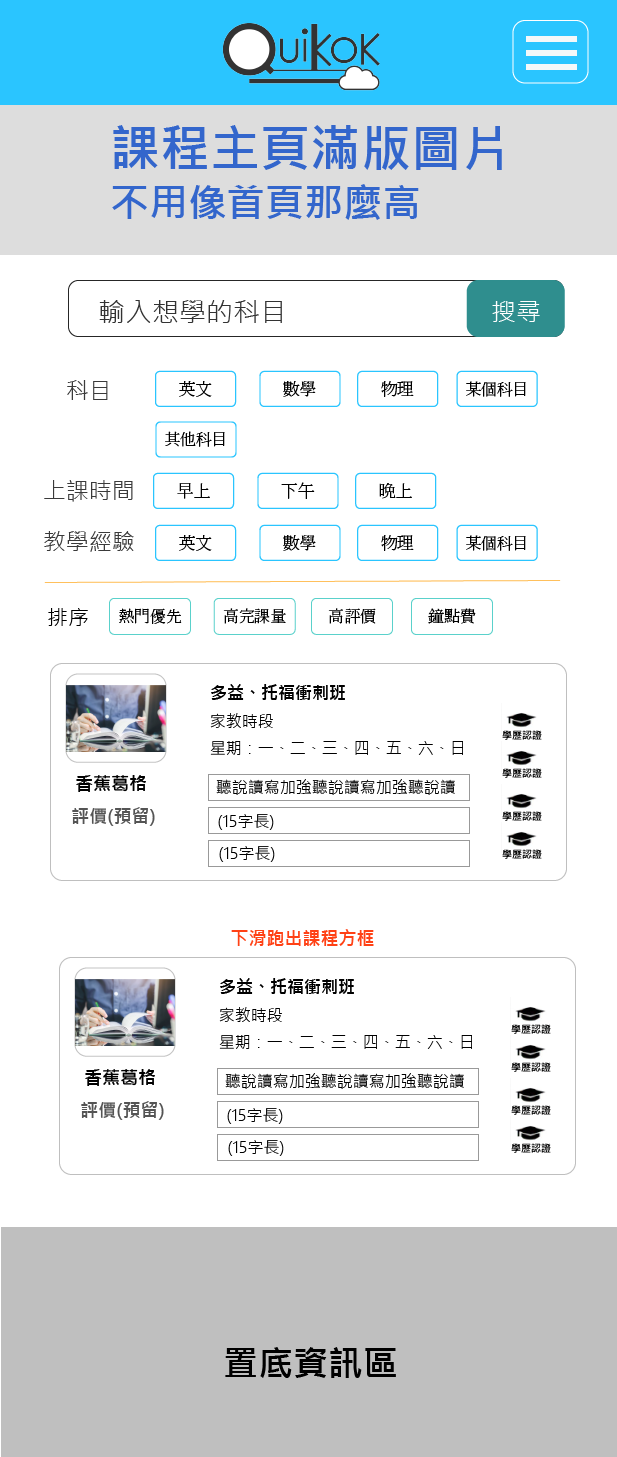 QuikoK
課程主頁滿版圖片
不用像首頁那麼高
輸入想學的科目 搜尋
科目 英文 數學 物理 某個科目
其他科目
上課時間 早上 下午 晚上
教學經驗 英文 數學 物理 某個科目
排序 熱門優先 高完課量 高評價 鐘點費
多益、托福衝刺班
家教時段
星期：一、二、三、四、五、六、日
聽說讀寫加強聽說讀寫加強聽說讀
(15字長)
(15字長)
香蕉葛格
評價(預留)
學歷認證
學歷認證
學歷認證
學歷認證
下滑跑出課程方框
多益、托福衝刺班
家教時段
星期：一、二、三、四、五、六、日
聽說讀寫加強聽說讀寫加強聽說讀
(15字長)
(15字長)
香蕉葛格
評價(預留)
學歷認證
學歷認證
學歷認證
學歷認證
置底資訊區